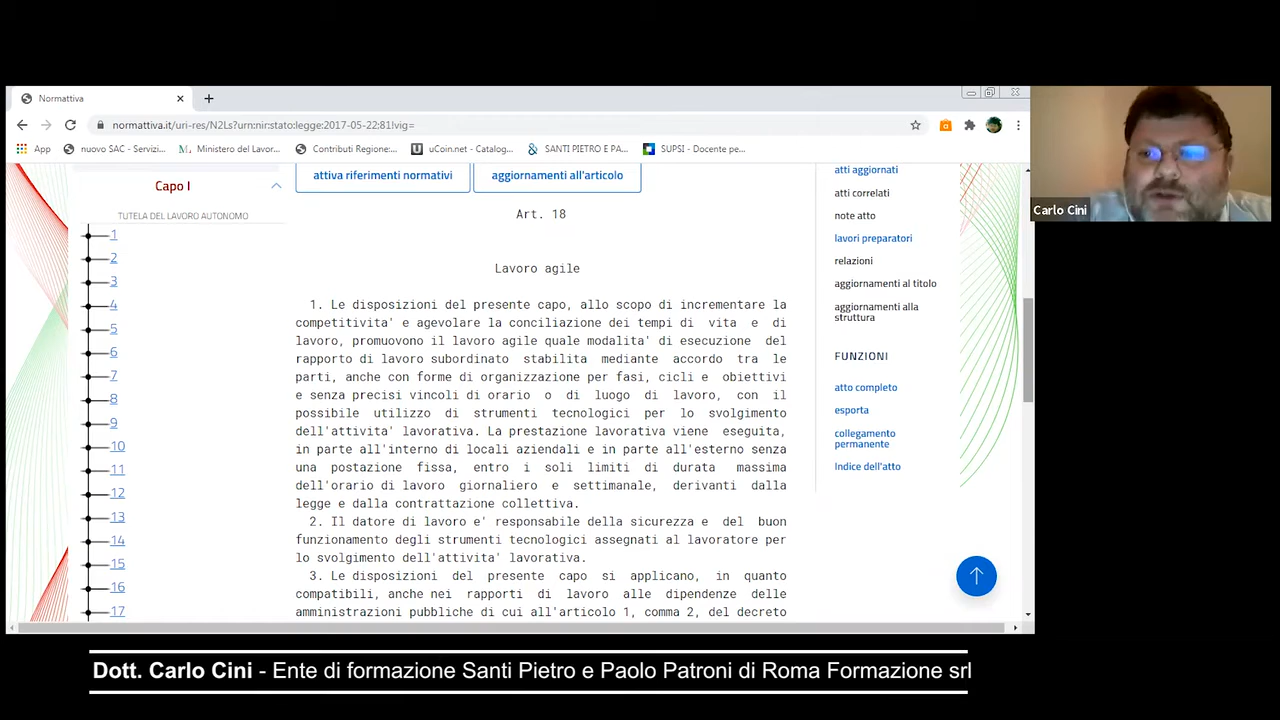 Normattiva
normattiva.it/uri-res/N2Ls?urn:nir:stato:legge:2017-05-22;81!vig=
App
nuovo SAC - Servizi...
Ministero del Lavor...
Contributi Regione:...
uCoin.net - Catalog...
SANTI PIETRO E PA...
SUPSI - Docente pe...
Capo I
TUTELA DEL LAVORO AUTONOMO
1
2
3
4
5
6
7
8
9
10
11
12
13
14
15
16
17
attiva riferimenti normativi
aggiornamenti all'articolo
Art. 18
Lavoro agile
1. Le disposizioni del presente capo, allo scopo di incrementare la
competitivita' e agevolare la conciliazione dei tempi di vita e di
lavoro, promuovono il lavoro agile quale modalita' di esecuzione del
rapporto di lavoro subordinato stabilita mediante accordo tra le
parti, anche con forme di organizzazione per fasi, cicli e obiettivi
e senza precisi vincoli di orario o di luogo di lavoro, con il
possibile utilizzo di strumenti tecnologici per lo svolgimento
dell'attivita' lavorativa. La prestazione lavorativa viene eseguita,
in parte all'interno di locali aziendali e in parte all'esterno senza
una postazione fissa, entro i soli limiti di durata massima
dell'orario di lavoro giornaliero e settimanale, derivanti dalla
legge e dalla contrattazione collettiva.
2. Il datore di lavoro e' responsabile della sicurezza e del buon
funzionamento degli strumenti tecnologici assegnati al lavoratore per
lo svolgimento dell'attivita' lavorativa.
3. Le disposizioni del presente capo si applicano, in quanto
compatibili, anche nei rapporti di lavoro alle dipendenze delle
amministrazioni pubbliche di cui all'articolo 1, comma 2, del decreto
atti aggiornati
atti correlati
note atto
lavori preparatori
relazioni
aggiornamenti al titolo
aggiornamenti alla
struttura
FUNZIONI
atto completo
esporta
collegamento
permanente
Indice dell'atto
Carlo Cini
Dott. Carlo Cini - Ente di formazione Santi Pietro e Paolo Patroni di Roma Formazione srl